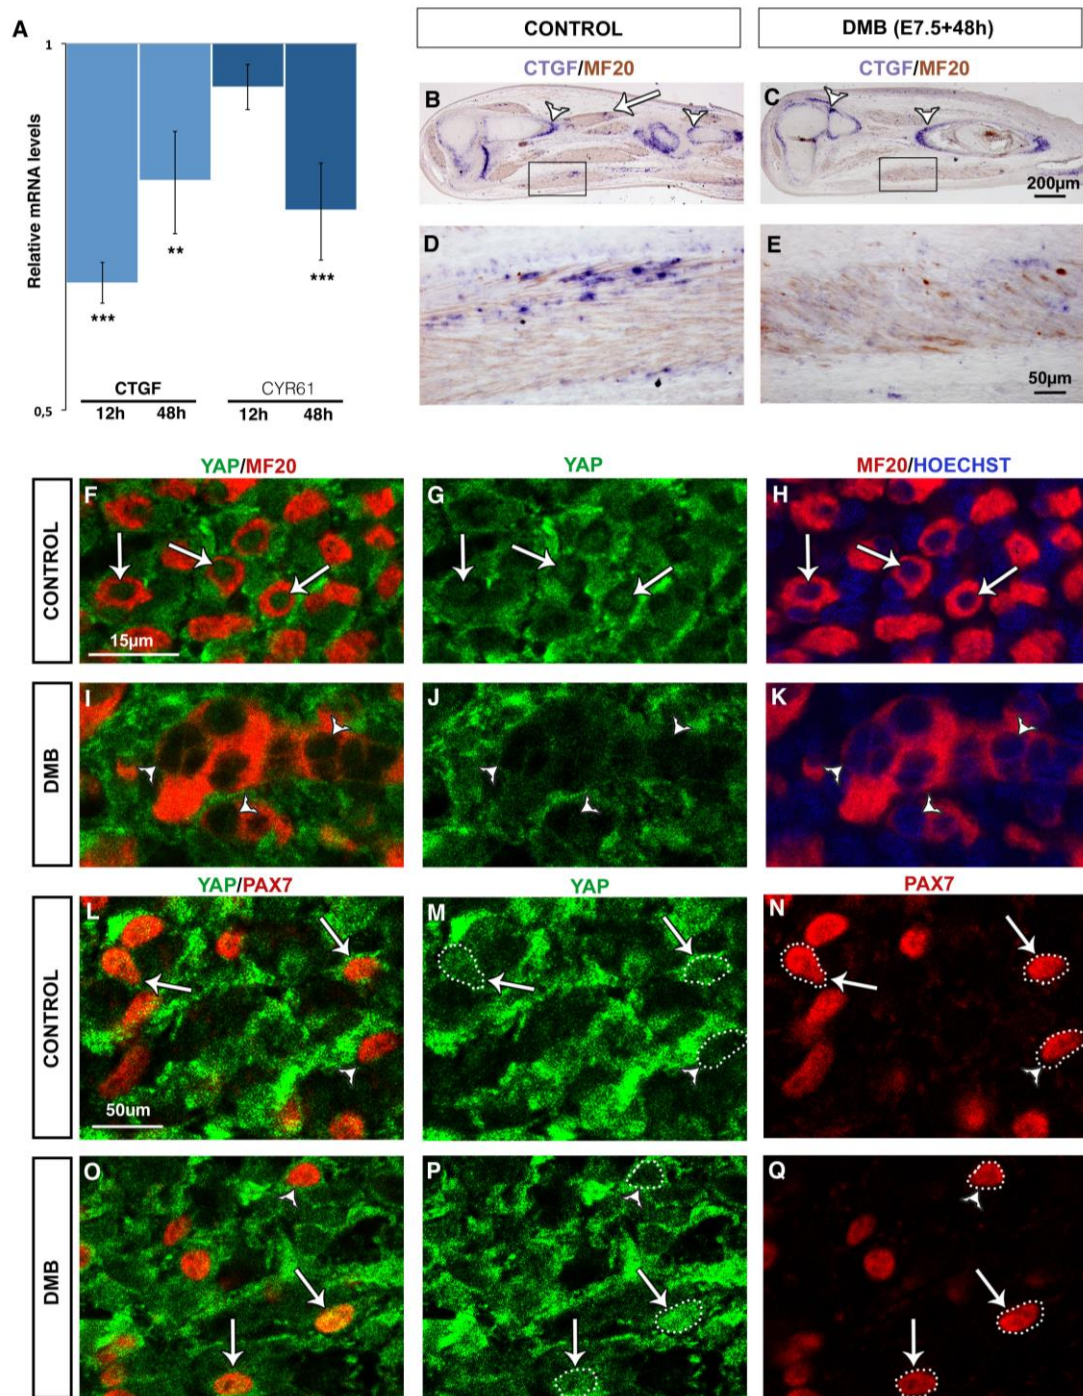 A
1
Relative mRNA levels
0,5
***
**
***
CTGF
CYR61
12h
48h
12h
48h
CONTROL
DMB (E7.5+48h)
CTGF/MF20
CTGF/MF20
B
C
200µm
D
E
50µm
YAP/MF20
YAP
MF20/HOECHST
CONTROL
F
G
H
15µm
DMB
I
J
K
YAP/PAX7
YAP
PAX7
CONTROL
L
M
N
50um
DMB
O
P
Q